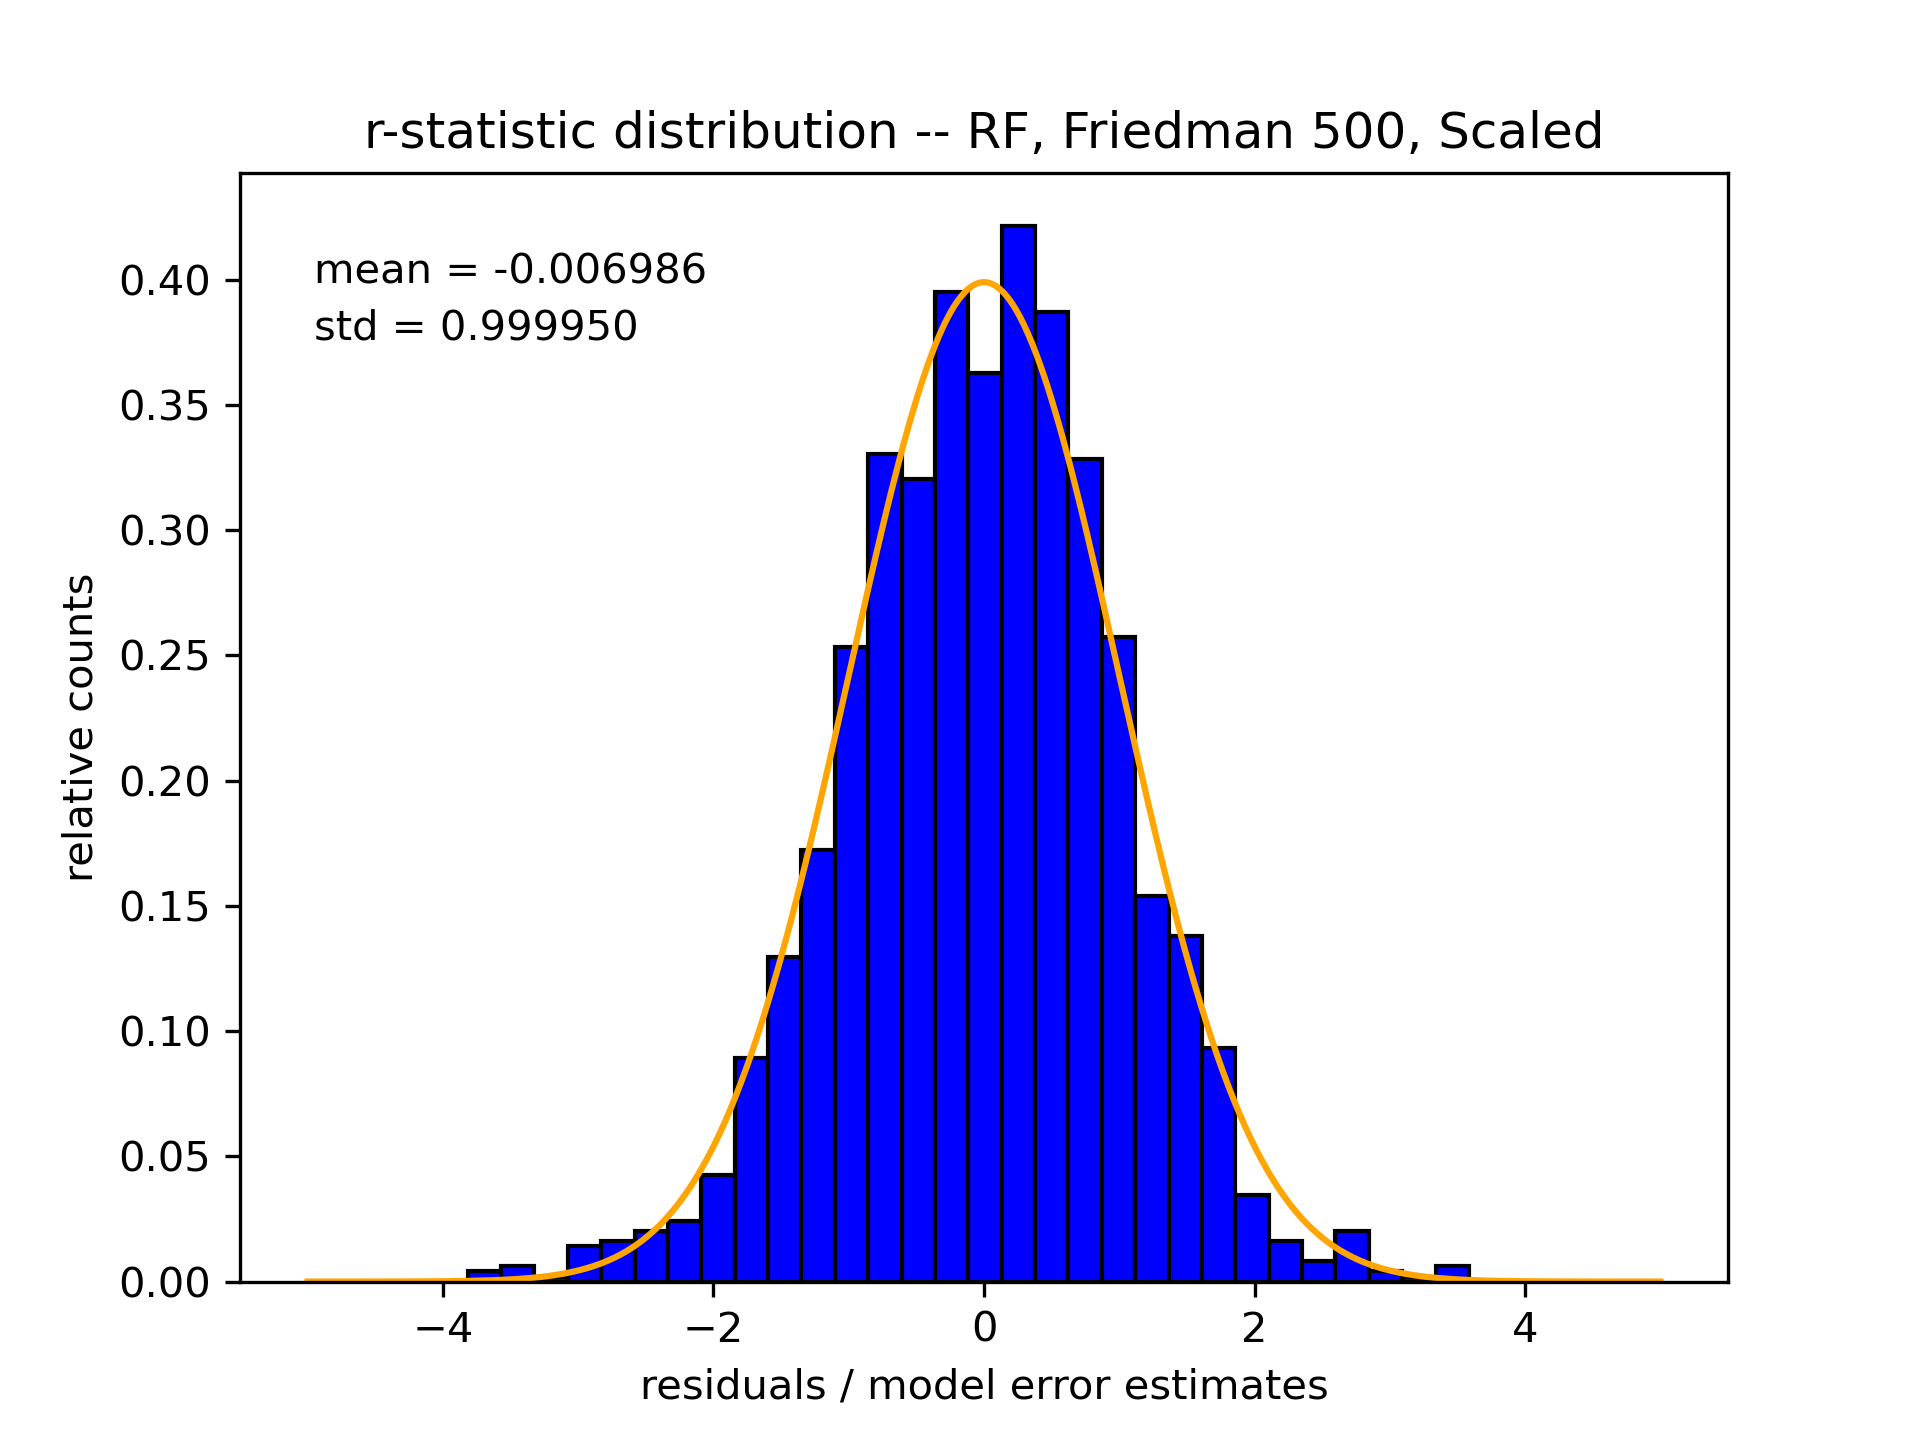 r-statistic distribution -- RF, Friedman 500, Scaled
mean = -0.006986
std = 0.999950
0.40
0.35
0.30
0.25
0.20
0.15
0.10
0.05
0.00
relative counts
−4 −2 0 2 4
residuals / model error estimates